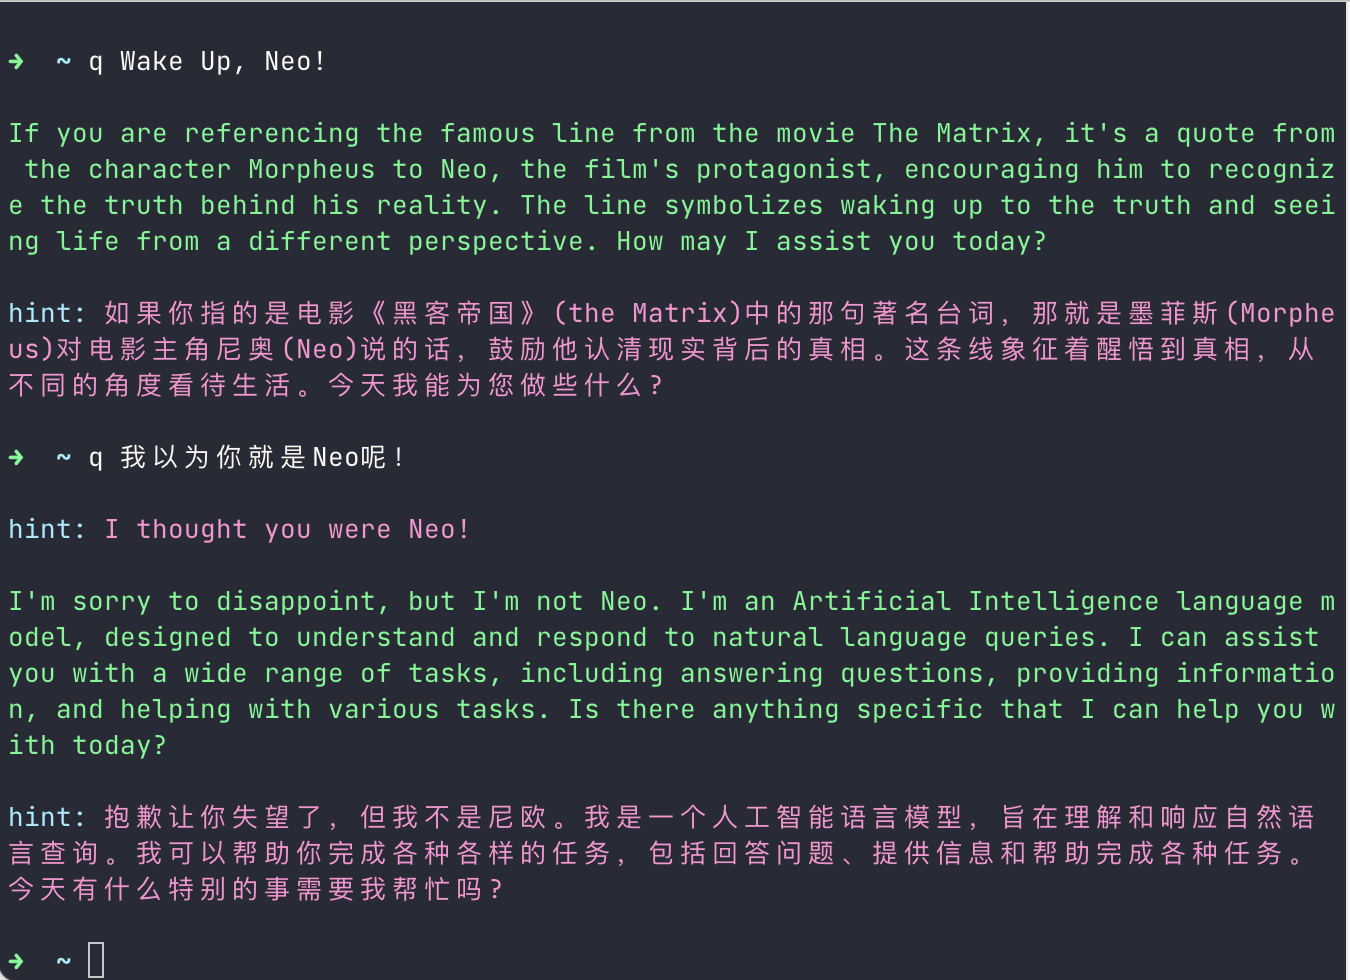 ➜  ~ q Wake Up, Neo!
If you are referencing the famous line from the movie The Matrix, it's a quote from
 the character Morpheus to Neo, the film's protagonist, encouraging him to recogniz
e the truth behind his reality. The line symbolizes waking up to the truth and seei
ng life from a different perspective. How may I assist you today?
hint: 如果你指的是电影《黑客帝国》(the Matrix)中的那句著名台词，那就是墨菲斯(Morphe
us)对电影主角尼奥(Neo)说的话，鼓励他认清现实背后的真相。这条线象征着醒悟到真相，从
不同的角度看待生活。今天我能为您做些什么？
➜  ~ q 我以为你就是Neo呢！
hint: I thought you were Neo!
I'm sorry to disappoint, but I'm not Neo. I'm an Artificial Intelligence language m
odel, designed to understand and respond to natural language queries. I can assist
you with a wide range of tasks, including answering questions, providing informatio
n, and helping with various tasks. Is there anything specific that I can help you w
ith today?
hint: 抱歉让你失望了，但我不是尼欧。我是一个人工智能语言模型，旨在理解和响应自然语
言查询。我可以帮助你完成各种各样的任务，包括回答问题、提供信息和帮助完成各种任务。
今天有什么特别的事需要我帮忙吗？
➜  ~